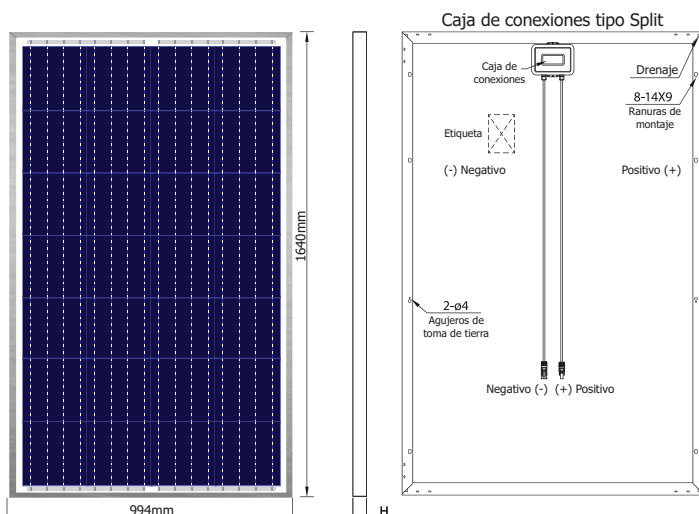 Caja de conexiones tipo Split
Caja de
conexiones
Drenaje
8-14X9
Ranuras de
montaje
Etiqueta
(-) Negativo
Positivo (+)
1640mm
2-ø4
Agujeros de
toma de tierra
Negativo (-) (+) Positivo
994mm
H